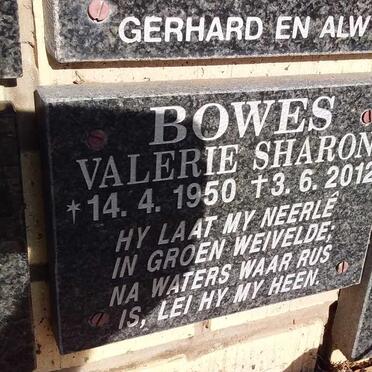 GERHARD EN ALW
BOWES
VALERIE SHARON
* 14. 4. 1950 † 3. 6. 2012
HY LAAT MY NEERLÊ
IN GROEN WEIVELDE;
NA WATERS WAAR RUS
IS, LEI HY MY HEEN.